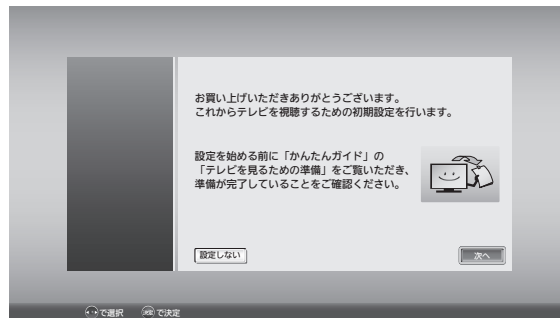 お買い上げいただきありがとうございます。
これからテレビを視聴するための初期設定を行います。
設定を始める前に「かんたんガイド」の
「テレビを見るための準備」をご覧いただき、
準備が完了していることをご確認ください。
設定しない
次へ
で選択 決定 で決定